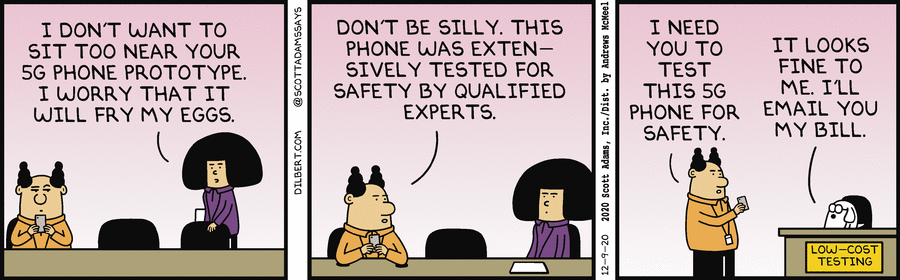 I DON'T WANT TO
SIT TOO NEAR YOUR
5G PHONE PROTOTYPE.
I WORRY THAT IT
WILL FRY MY EGGS.
DILBERT.COM
@SCOTTADAMSSAYS
DON'T BE SILLY. THIS
PHONE WAS EXTEN-
SIVELY TESTED FOR
SAFETY BY QUALIFIED
EXPERTS.
12-9-20 2020 Scott Adams, Inc./Dist. by Andrews McMeel
I NEED
YOU TO
TEST
THIS 5G
PHONE FOR
SAFETY.
IT LOOKS
FINE TO
ME. I'LL
EMAIL YOU
MY BILL.
LOW-COST
TESTING